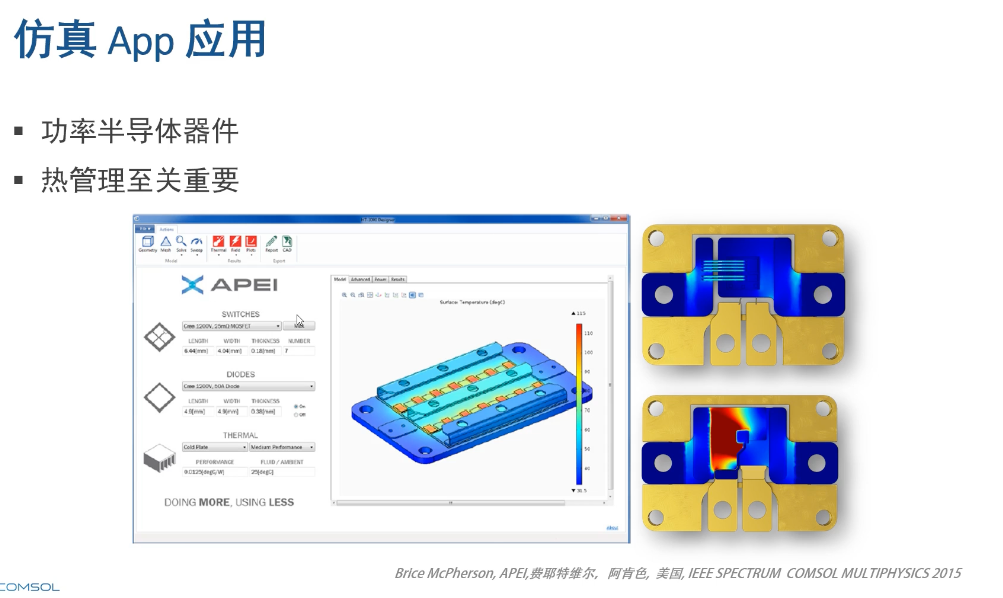 仿真 App 应用
▪ 功率半导体器件
▪ 热管理至关重要
Actions
Geometry Mesh Solve Sweep Thermal Field Plots Report CAD
Model Results Export
APEI
SWITCHES
Cree 1200V, 25mΩ MOSFET
LENGTH WIDTH THICKNESS NUMBER
6.44[mm] 4.04[mm] 0.18[mm] 7
DIODES
Cree 1200V, 50A Diode
LENGTH WIDTH THICKNESS
4.9[mm] 4.9[mm] 0.38[mm]
On
Off
THERMAL
Cold Plate Medium Performance
PERFORMANCE FLUID / AMBIENT
0.0125[degC/W] 25[degC]
DOING MORE, USING LESS
Model Advanced Power Results
Surface: Temperature (degC)
▲ 115
110
100
90
70
60
50
40
▼ 36.5
About
Brice McPherson, APEI,费耶特维尔，阿肯色, 美国, IEEE SPECTRUM COMSOL MULTIPHYSICS 2015
COMSOL